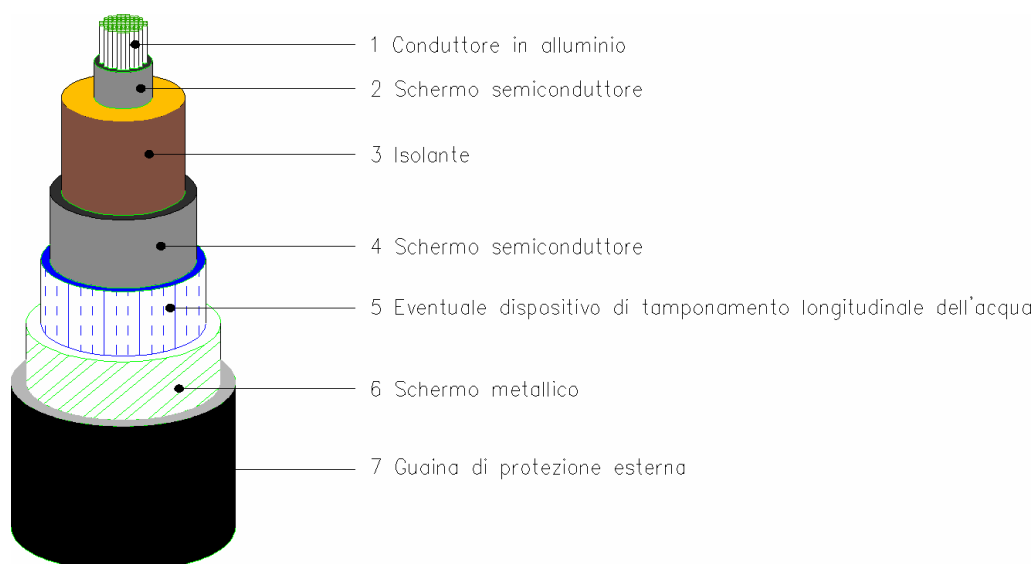 1 Conduttore in alluminio
2 Schermo semiconduttore
3 Isolante
4 Schermo semiconduttore
5 Eventuale dispositivo di tamponamento longitudinale dell'acqua
6 Schermo metallico
7 Guaina di protezione esterna